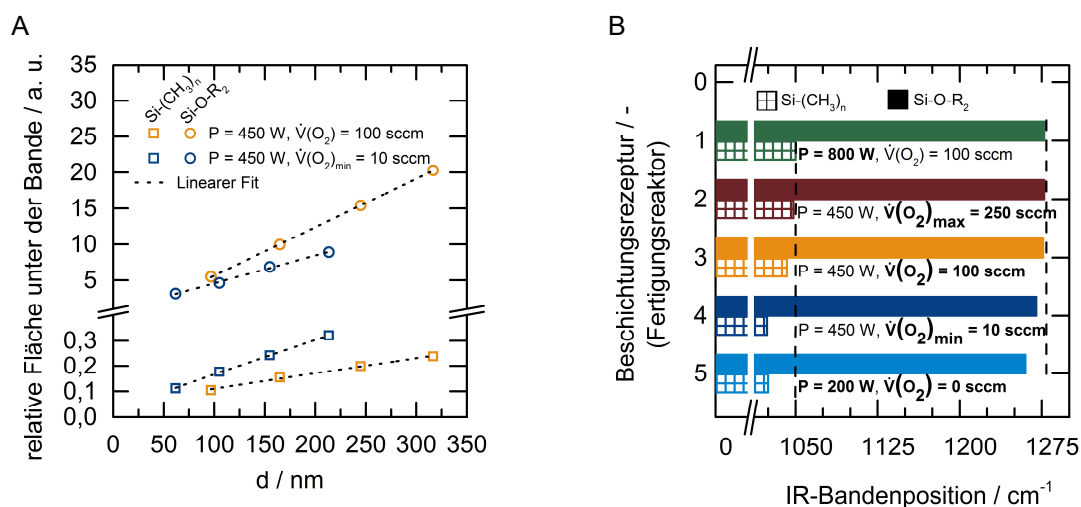 A
relative Fläche unter der Bande / a. u.
35
30
25
20
15
10
5
0,3
0,2
0,1
0,0
Si-(CH₃)ₙ
Si-O-R₂
P = 450 W, V̇(O₂) = 100 sccm
P = 450 W, V̇(O₂)min = 10 sccm
Linearer Fit
0 50 100 150 200 250 300 350
d / nm
B
Beschichtungsrezeptur / -
(Fertigungsreaktor)
0
1
2
3
4
5
Si-(CH₃)ₙ Si-O-R₂
P = 800 W, V̇(O₂) = 100 sccm
P = 450 W, V̇(O₂)max = 250 sccm
P = 450 W, V̇(O₂) = 100 sccm
P = 450 W, V̇(O₂)min = 10 sccm
P = 200 W, V̇(O₂) = 0 sccm
0 1050 1125 1200 1275
IR-Bandenposition / cm⁻¹